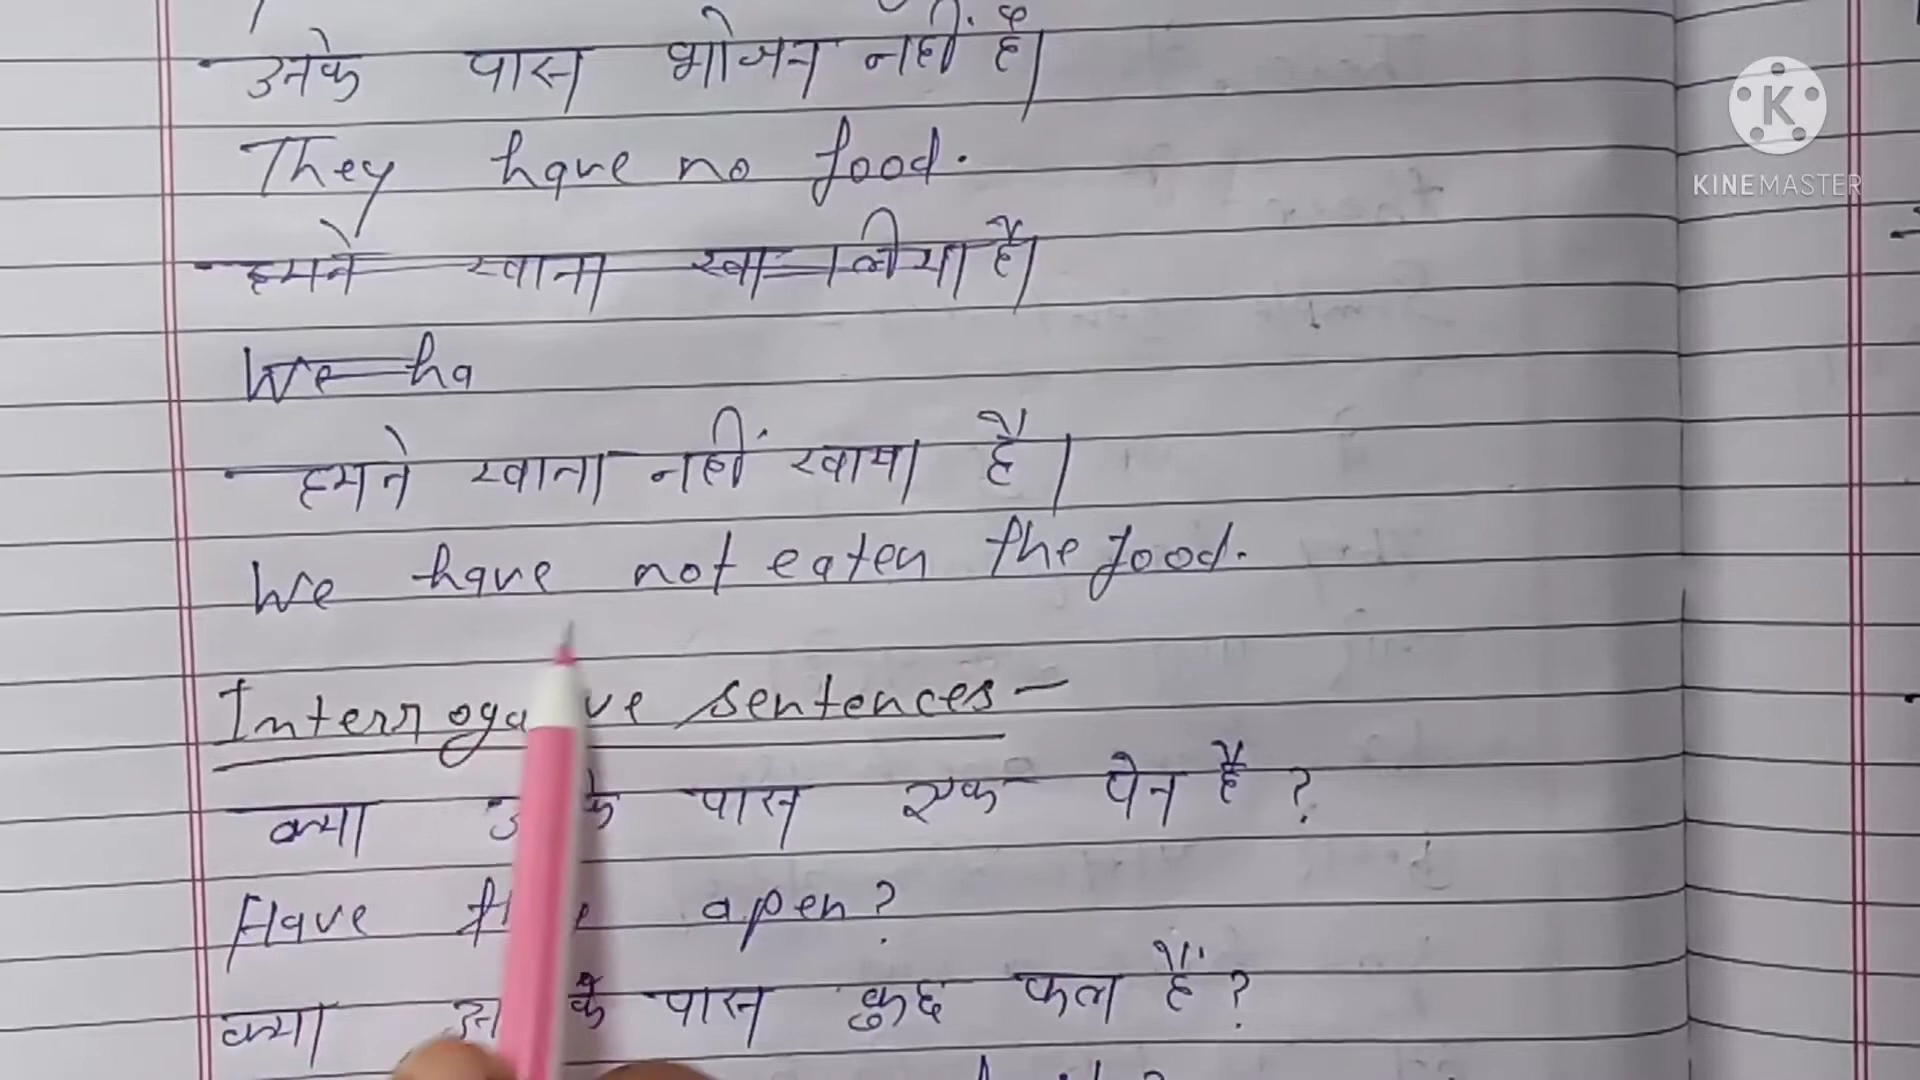 उनके पास भोजन नहीं है।
They have no food.
हमने खाना खा लीया है।
We ha
हमने खाना नहीं खाया है।
We have not eaten the food.
Interrogative sentences-
क्या के पास एक पेन है ?
Have a pen?
क्या के पास कुछ फल हैं ?
KINEMASTER